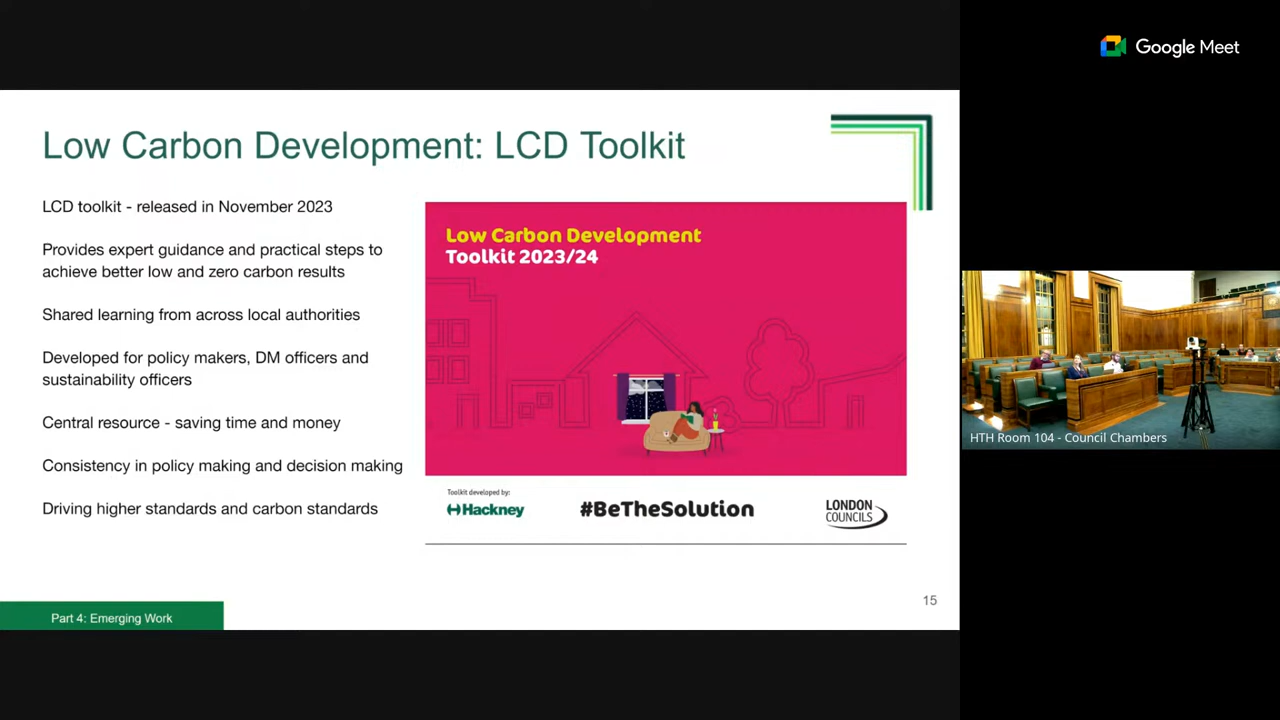 Google Meet
Low Carbon Development: LCD Toolkit
LCD toolkit - released in November 2023
Provides expert guidance and practical steps to
achieve better low and zero carbon results
Shared learning from across local authorities
Developed for policy makers, DM officers and
sustainability officers
Central resource - saving time and money
Consistency in policy making and decision making
Driving higher standards and carbon standards
Low Carbon Development
Toolkit 2023/24
Toolkit developed by:
Hackney
#BeTheSolution
LONDON
COUNCILS
15
Part 4: Emerging Work
HTH Room 104 - Council Chambers